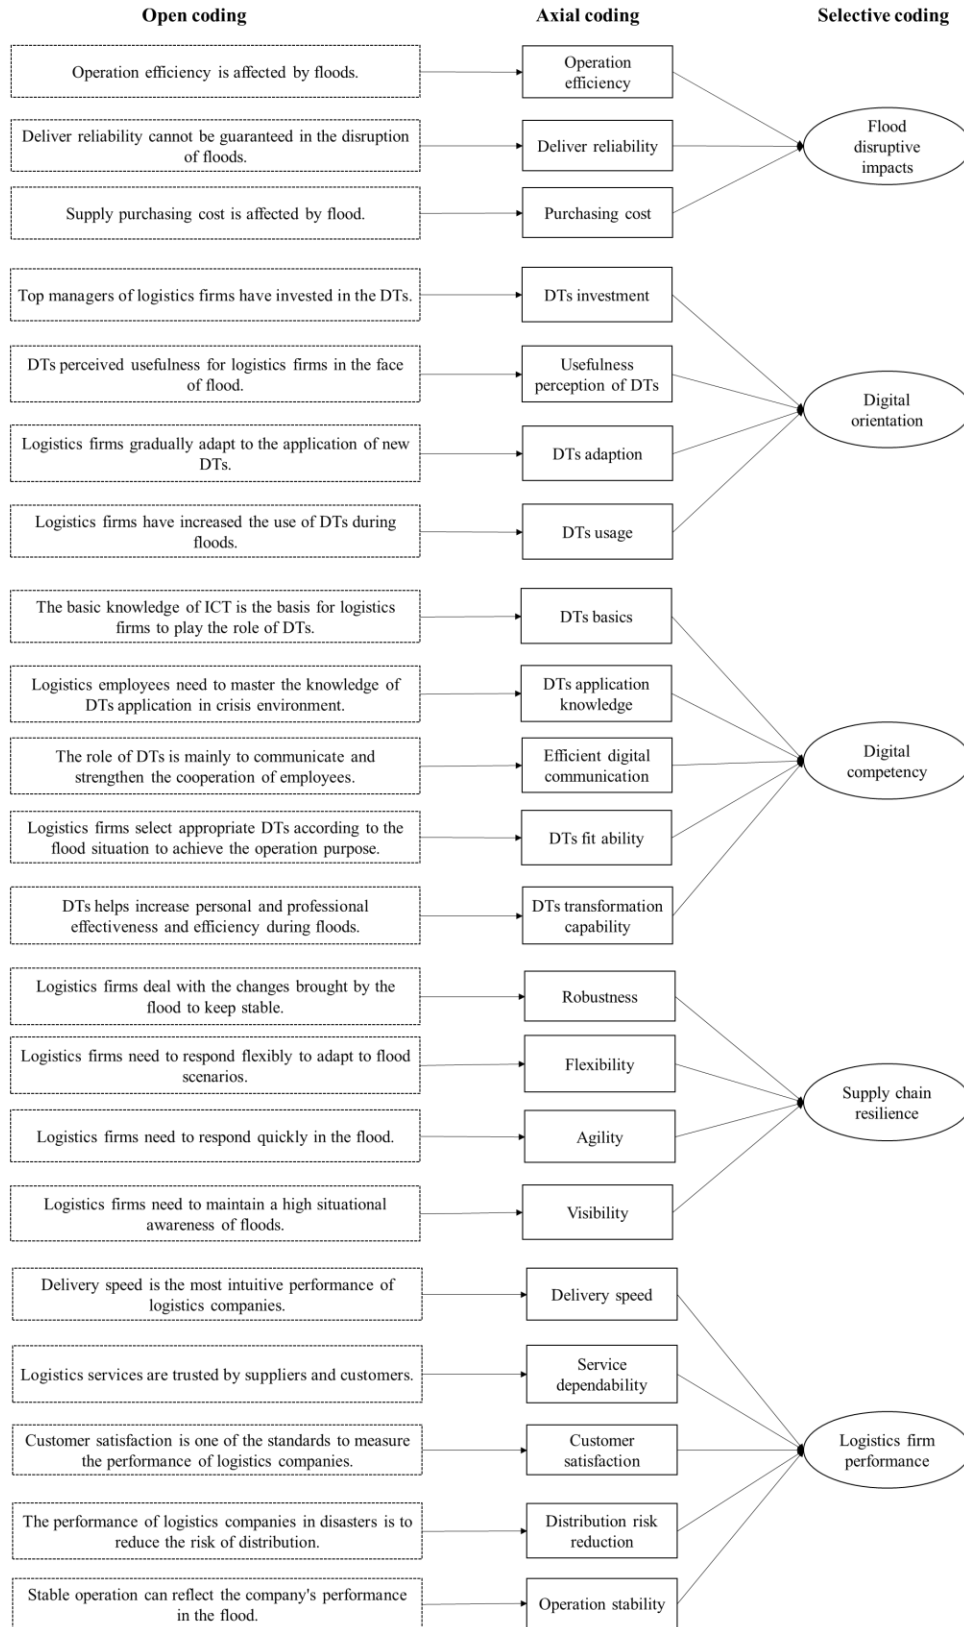 Open coding
Axial coding
Selective coding
Operation efficiency is affected by floods.
Operation
efficiency
Deliver reliability cannot be guaranteed in the disruption
of floods.
Deliver reliability
Supply purchasing cost is affected by flood.
Purchasing cost
Flood
disruptive
impacts
Top managers of logistics firms have invested in the DTs.
DTs investment
DTs perceived usefulness for logistics firms in the face
of flood.
Usefulness
perception of DTs
Logistics firms gradually adapt to the application of new
DTs.
DTs adaption
Logistics firms have increased the use of DTs during
floods.
DTs usage
Digital
orientation
The basic knowledge of ICT is the basis for logistics
firms to play the role of DTs.
DTs basics
Logistics employees need to master the knowledge of
DTs application in crisis environment.
DTs application
knowledge
The role of DTs is mainly to communicate and
strengthen the cooperation of employees.
Efficient digital
communication
Logistics firms select appropriate DTs according to the
flood situation to achieve the operation purpose.
DTs fit ability
DTs helps increase personal and professional
effectiveness and efficiency during floods.
DTs transformation
capability
Digital
competency
Logistics firms deal with the changes brought by the
flood to keep stable.
Robustness
Logistics firms need to respond flexibly to adapt to flood
scenarios.
Flexibility
Logistics firms need to respond quickly in the flood.
Agility
Logistics firms need to maintain a high situational
awareness of floods.
Visibility
Supply chain
resilience
Delivery speed is the most intuitive performance of
logistics companies.
Delivery speed
Logistics services are trusted by suppliers and customers.
Service
dependability
Customer satisfaction is one of the standards to measure
the performance of logistics companies.
Customer
satisfaction
The performance of logistics companies in disasters is to
reduce the risk of distribution.
Distribution risk
reduction
Stable operation can reflect the company's performance
in the flood.
Operation stability
Logistics firm
performance